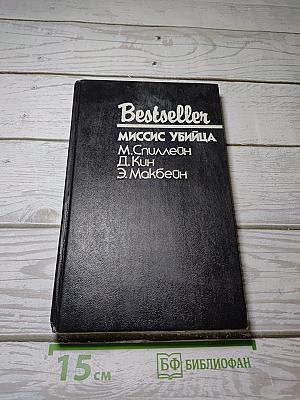 Bestseller
МИССИС УБИЙЦА
М.Спиллейн
Д.Кин
Э.Макбейн
15 см
БФ БИБЛИОФАН